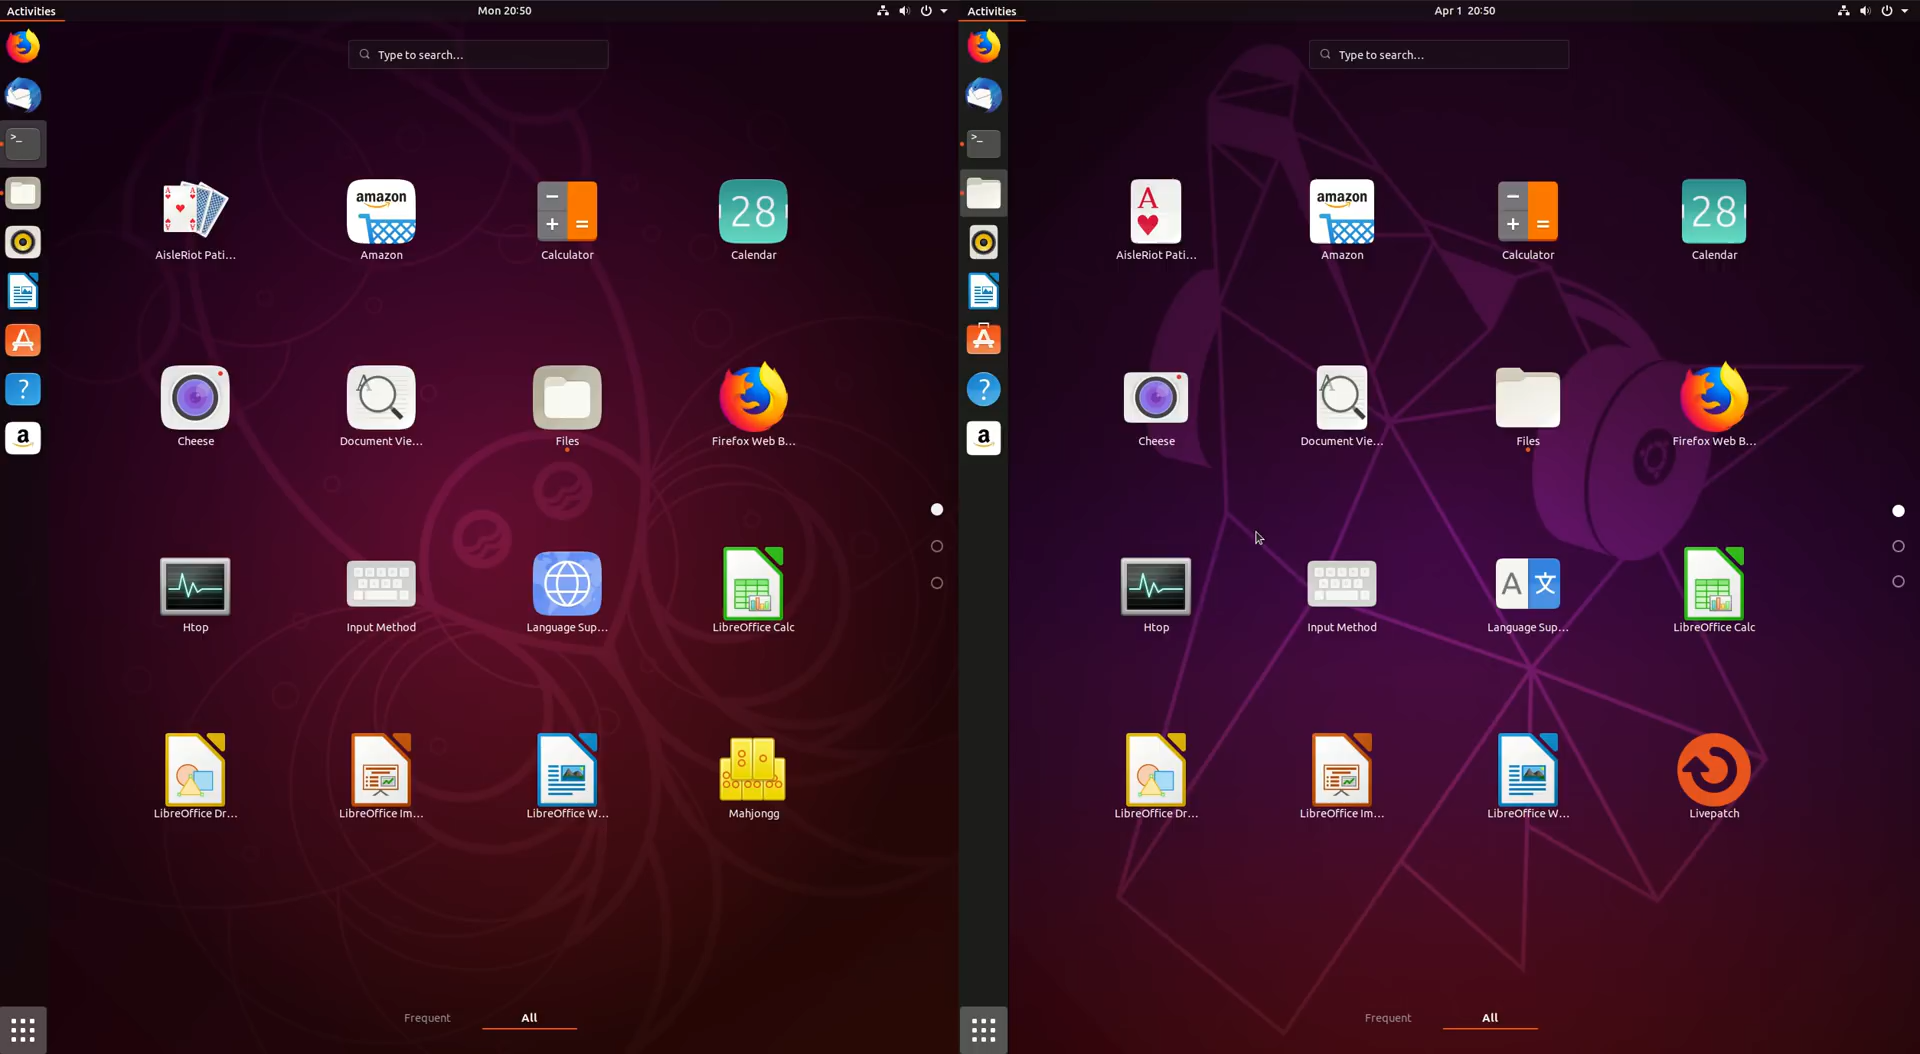 Activities
Mon 20:50
Type to search...
AisleRiot Pati...
amazon
Amazon
Calculator
28
Calendar
Cheese
Document Vie...
Files
Firefox Web B...
Htop
Input Method
Language Sup...
LibreOffice Calc
LibreOffice Dr...
LibreOffice Im...
LibreOffice W...
Mahjongg
Frequent
All
Activities
Apr 1 20:50
Type to search...
A
AisleRiot Pati...
amazon
Amazon
Calculator
28
Calendar
Cheese
Document Vie...
Files
Firefox Web B...
Htop
Input Method
A 文
Language Sup...
LibreOffice Calc
LibreOffice Dr...
LibreOffice Im...
LibreOffice W...
Livepatch
Frequent
All